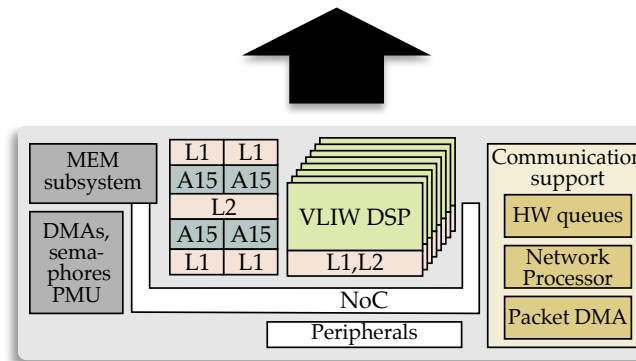 MEM
subsystem
DMAs,
sema-
phores
PMU
L1 L1
A15 A15
L2
A15 A15
L1 L1
VLIW DSP
L1,L2
NoC
Peripherals
Communication
support
HW queues
Network
Processor
Packet DMA